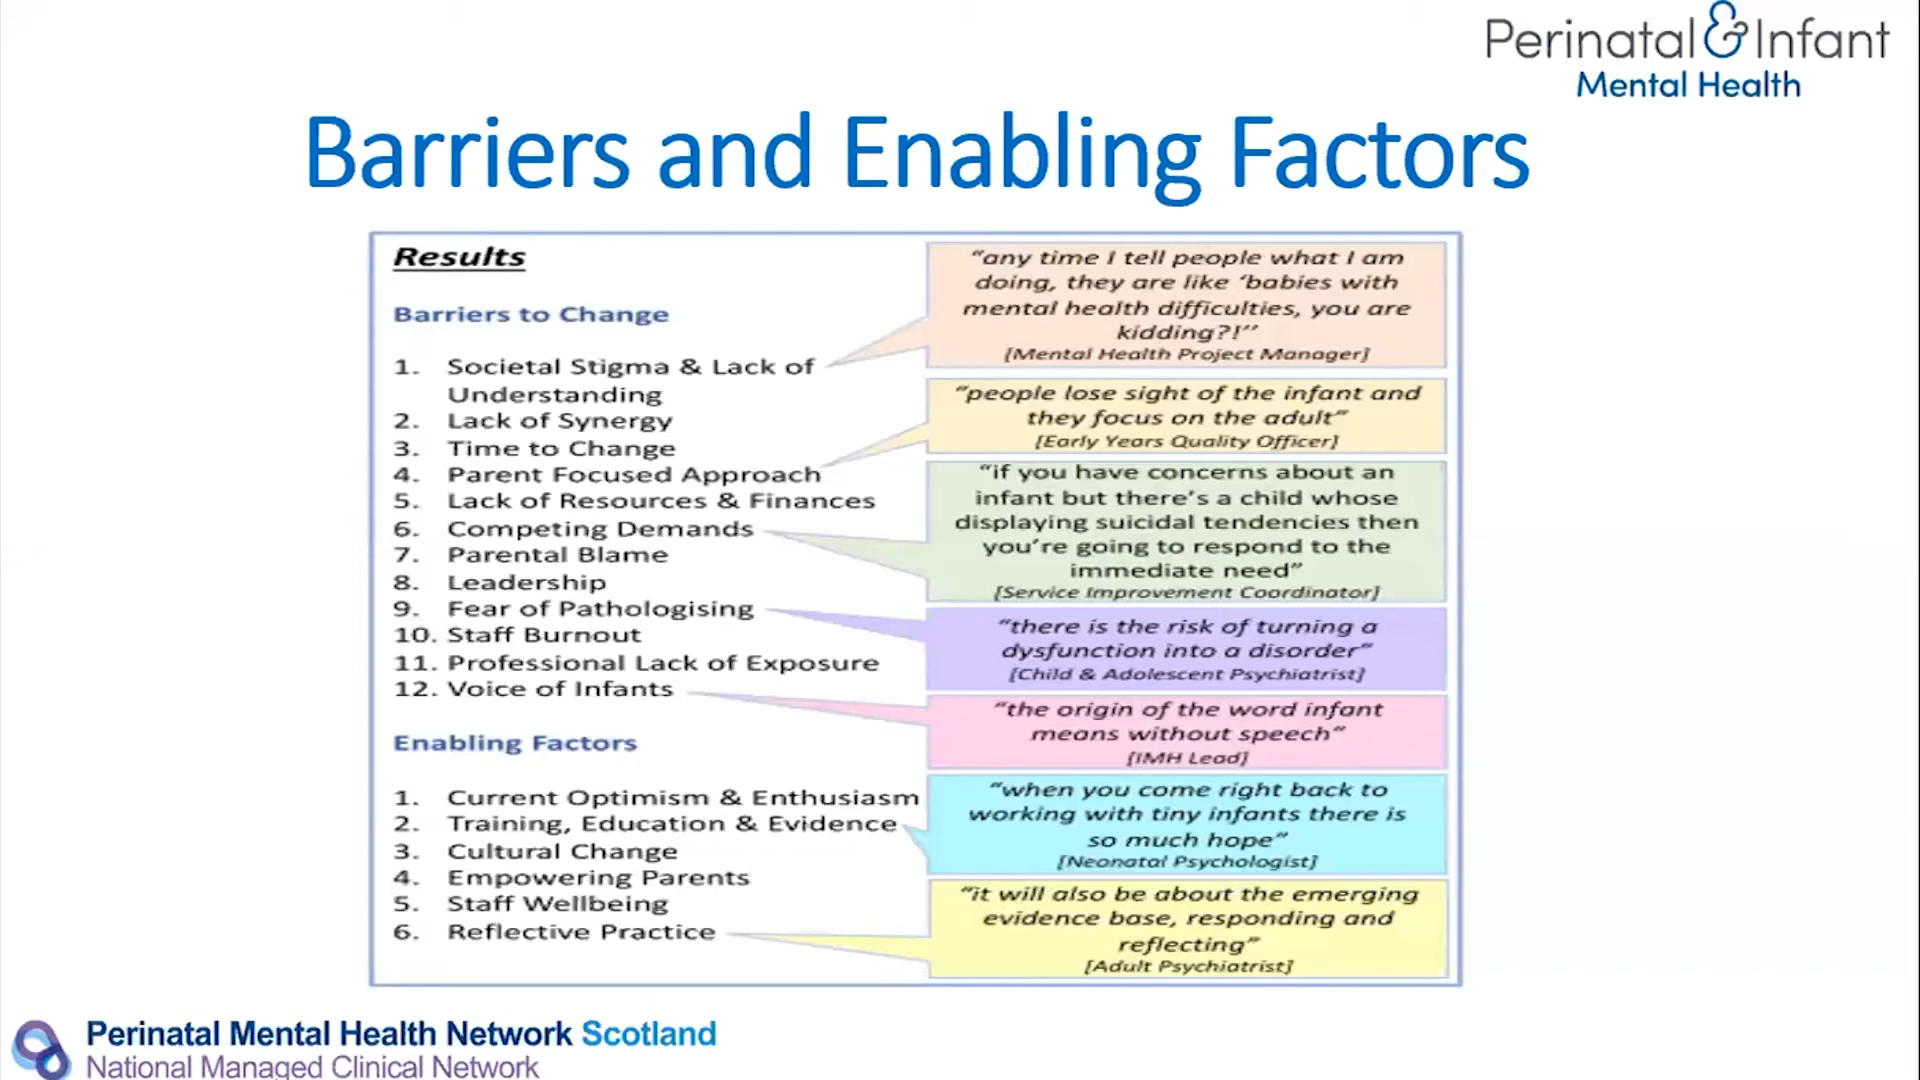 Perinatal & Infant
Mental Health
Barriers and Enabling Factors
Results
Barriers to Change
1. Societal Stigma & Lack of
Understanding
2. Lack of Synergy
3. Time to Change
4. Parent Focused Approach
5. Lack of Resources & Finances
6. Competing Demands
7. Parental Blame
8. Leadership
9. Fear of Pathologising
10. Staff Burnout
11. Professional Lack of Exposure
12. Voice of Infants
Enabling Factors
1. Current Optimism & Enthusiasm
2. Training, Education & Evidence
3. Cultural Change
4. Empowering Parents
5. Staff Wellbeing
6. Reflective Practice
“any time I tell people what I am
doing, they are like ‘babies with
mental health difficulties, you are
kidding?!’’
[Mental Health Project Manager]
“people lose sight of the infant and
they focus on the adult”
[Early Years Quality Officer]
“if you have concerns about an
infant but there’s a child whose
displaying suicidal tendencies then
you’re going to respond to the
immediate need”
[Service Improvement Coordinator]
“there is the risk of turning a
dysfunction into a disorder”
[Child & Adolescent Psychiatrist]
“the origin of the word infant
means without speech”
[IMH Lead]
“when you come right back to
working with tiny infants there is
so much hope”
[Neonatal Psychologist]
“it will also be about the emerging
evidence base, responding and
reflecting”
[Adult Psychiatrist]
Perinatal Mental Health Network Scotland
National Managed Clinical Network